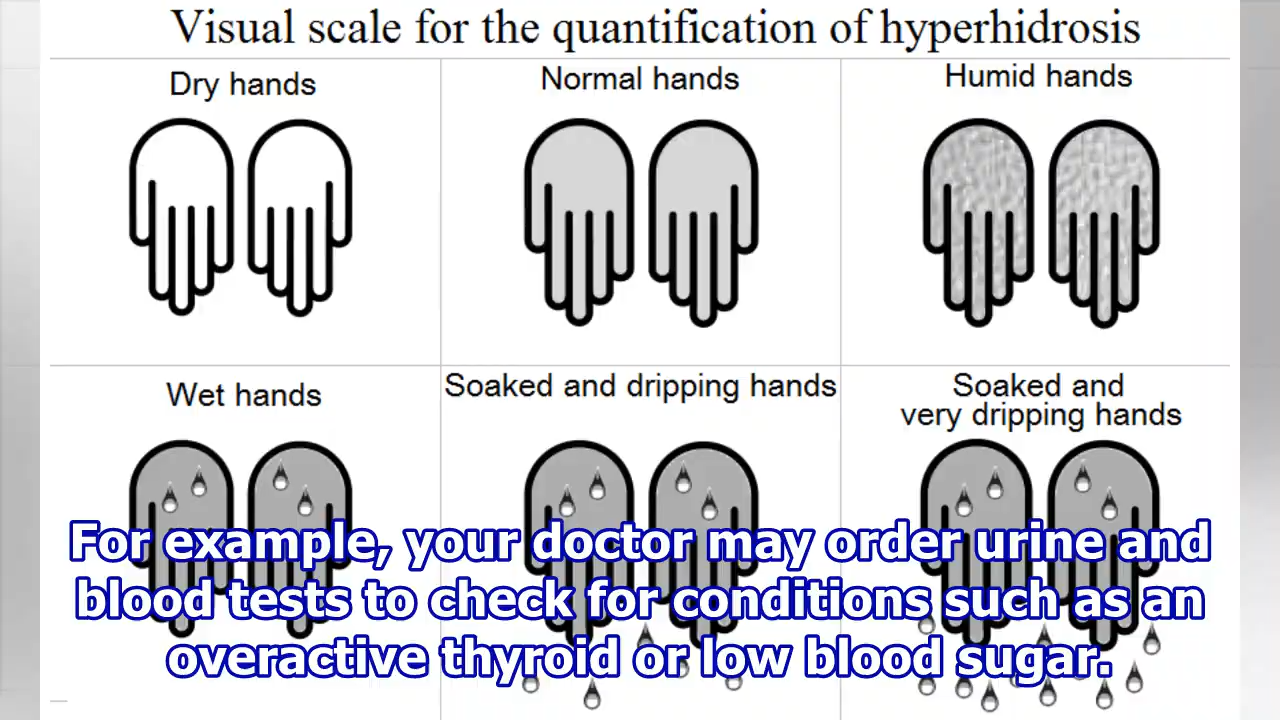 Visual scale for the quantification of hyperhidrosis
Dry hands
Normal hands
Humid hands
Wet hands
Soaked and dripping hands
Soaked and
very dripping hands
For example, your doctor may order urine and
blood tests to check for conditions such as an
overactive thyroid or low blood sugar.